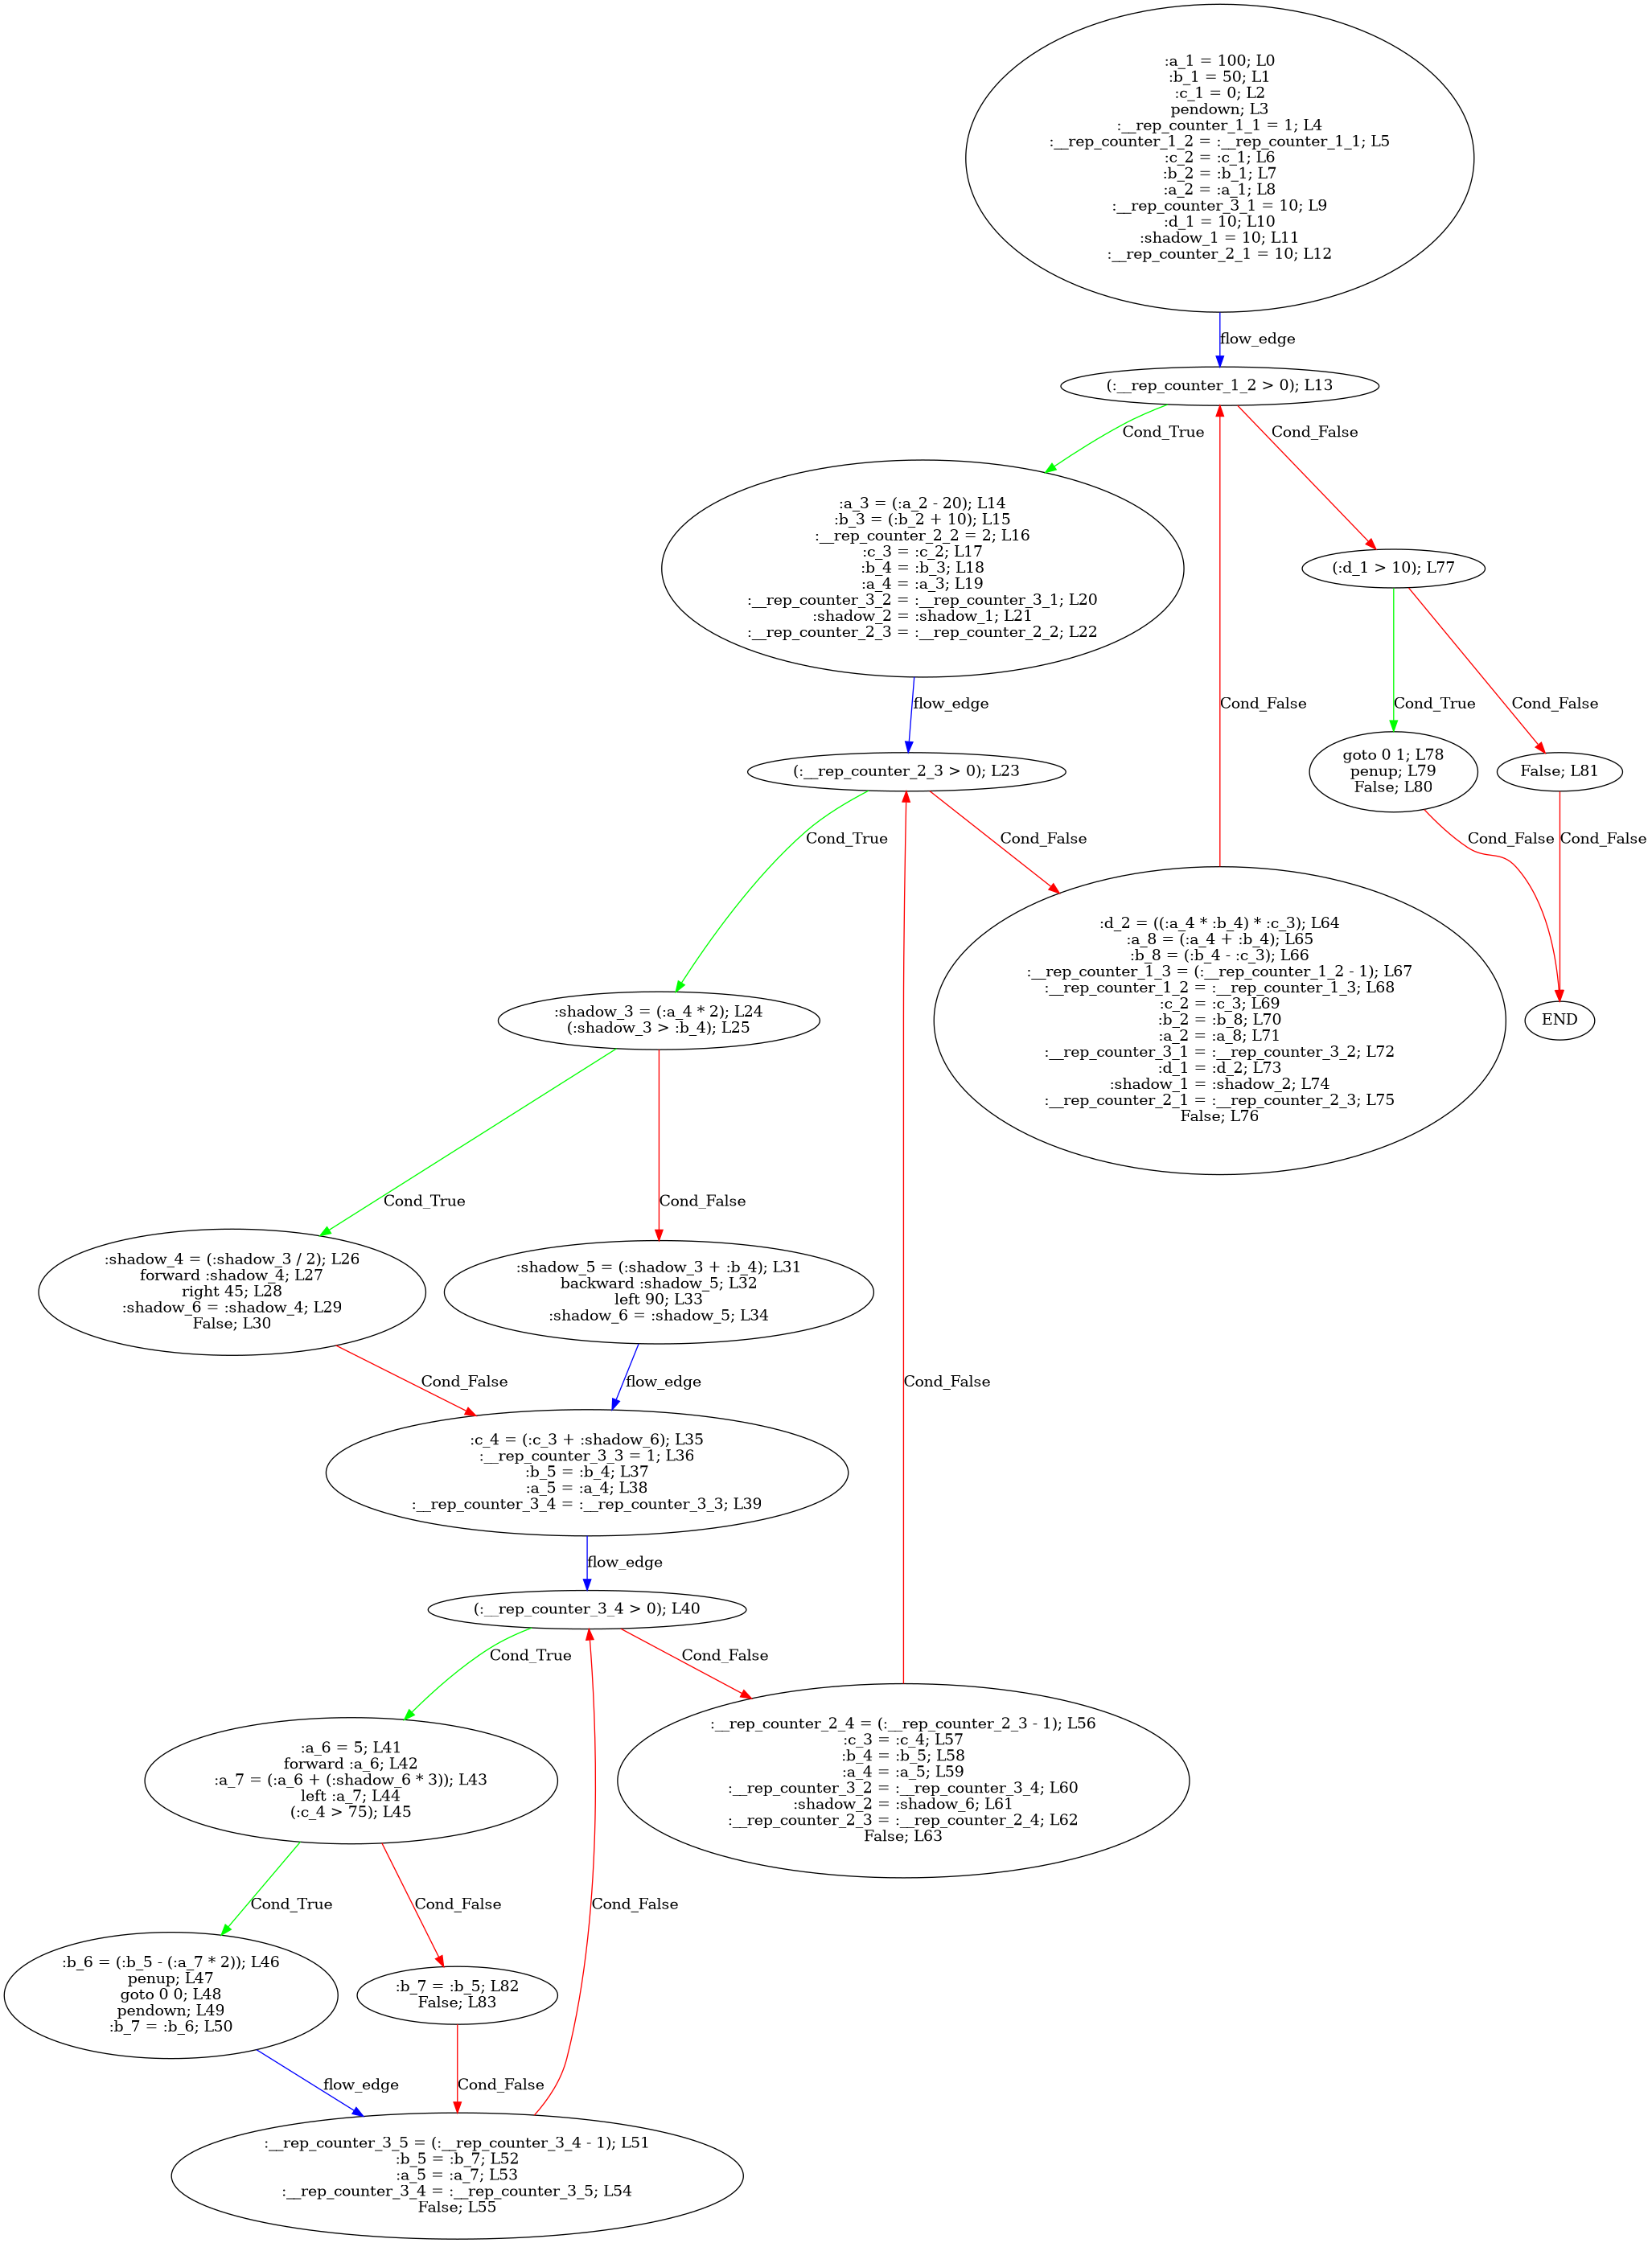 :a_1 = 100; L0
:b_1 = 50; L1
:c_1 = 0; L2
pendown; L3
:__rep_counter_1_1 = 1; L4
:__rep_counter_1_2 = :__rep_counter_1_1; L5
:c_2 = :c_1; L6
:b_2 = :b_1; L7
:a_2 = :a_1; L8
:__rep_counter_3_1 = 10; L9
:d_1 = 10; L10
:shadow_1 = 10; L11
:__rep_counter_2_1 = 10; L12
flow_edge
(:__rep_counter_1_2 > 0); L13
Cond_True
Cond_False
:a_3 = (:a_2 - 20); L14
:b_3 = (:b_2 + 10); L15
:__rep_counter_2_2 = 2; L16
:c_3 = :c_2; L17
:b_4 = :b_3; L18
:a_4 = :a_3; L19
:__rep_counter_3_2 = :__rep_counter_3_1; L20
:shadow_2 = :shadow_1; L21
:__rep_counter_2_3 = :__rep_counter_2_2; L22
(:d_1 > 10); L77
flow_edge
Cond_False
Cond_True
Cond_False
(:__rep_counter_2_3 > 0); L23
goto 0 1; L78
penup; L79
False; L80
False; L81
Cond_True
Cond_False
Cond_False
Cond_False
:shadow_3 = (:a_4 * 2); L24
(:shadow_3 > :b_4); L25
:d_2 = ((:a_4 * :b_4) * :c_3); L64
:a_8 = (:a_4 + :b_4); L65
:b_8 = (:b_4 - :c_3); L66
:__rep_counter_1_3 = (:__rep_counter_1_2 - 1); L67
:__rep_counter_1_2 = :__rep_counter_1_3; L68
:c_2 = :c_3; L69
:b_2 = :b_8; L70
:a_2 = :a_8; L71
:__rep_counter_3_1 = :__rep_counter_3_2; L72
:d_1 = :d_2; L73
:shadow_1 = :shadow_2; L74
:__rep_counter_2_1 = :__rep_counter_2_3; L75
False; L76
END
Cond_True
Cond_False
:shadow_4 = (:shadow_3 / 2); L26
forward :shadow_4; L27
right 45; L28
:shadow_6 = :shadow_4; L29
False; L30
:shadow_5 = (:shadow_3 + :b_4); L31
backward :shadow_5; L32
left 90; L33
:shadow_6 = :shadow_5; L34
Cond_False
flow_edge
Cond_False
:c_4 = (:c_3 + :shadow_6); L35
:__rep_counter_3_3 = 1; L36
:b_5 = :b_4; L37
:a_5 = :a_4; L38
:__rep_counter_3_4 = :__rep_counter_3_3; L39
flow_edge
(:__rep_counter_3_4 > 0); L40
Cond_True
Cond_False
:a_6 = 5; L41
forward :a_6; L42
:a_7 = (:a_6 + (:shadow_6 * 3)); L43
left :a_7; L44
(:c_4 > 75); L45
:__rep_counter_2_4 = (:__rep_counter_2_3 - 1); L56
:c_3 = :c_4; L57
:b_4 = :b_5; L58
:a_4 = :a_5; L59
:__rep_counter_3_2 = :__rep_counter_3_4; L60
:shadow_2 = :shadow_6; L61
:__rep_counter_2_3 = :__rep_counter_2_4; L62
False; L63
Cond_True
Cond_False
Cond_False
:b_6 = (:b_5 - (:a_7 * 2)); L46
penup; L47
goto 0 0; L48
pendown; L49
:b_7 = :b_6; L50
:b_7 = :b_5; L82
False; L83
flow_edge
Cond_False
:__rep_counter_3_5 = (:__rep_counter_3_4 - 1); L51
:b_5 = :b_7; L52
:a_5 = :a_7; L53
:__rep_counter_3_4 = :__rep_counter_3_5; L54
False; L55